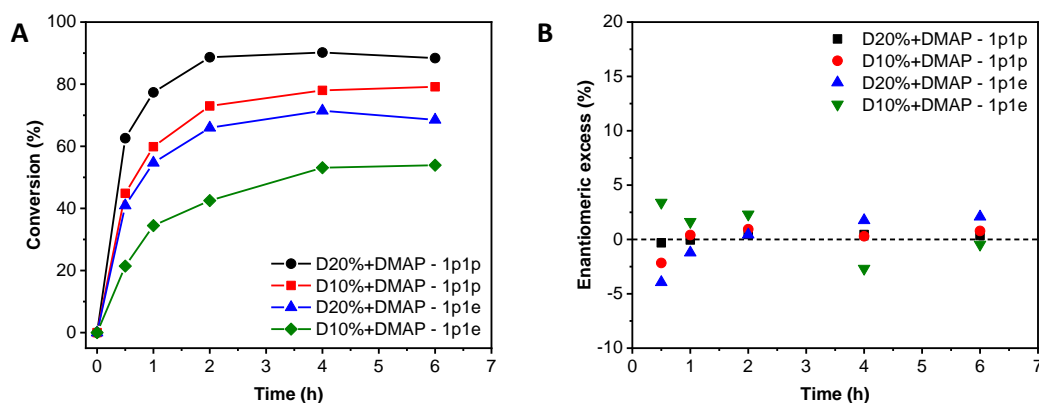 A
100
80
60
40
20
0
Conversion (%)
D20%+DMAP - 1p1p
D10%+DMAP - 1p1p
D20%+DMAP - 1p1e
D10%+DMAP - 1p1e
0 1 2 3 4 5 6 7
Time (h)
B
20
15
10
5
0
-5
-10
Enantiomeric excess (%)
D20%+DMAP - 1p1p
D10%+DMAP - 1p1p
D20%+DMAP - 1p1e
D10%+DMAP - 1p1e
0 1 2 3 4 5 6 7
Time (h)